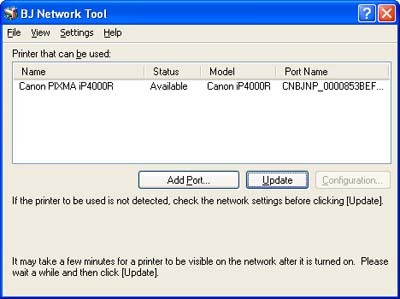 BJ Network Tool
File View Settings Help
Printer that can be used:
Name Status Model Port Name
Canon PIXMA iP4000R Available Canon iP4000R CNBJNP_0000853BEF...
Add Port... Update Configuration...
If the printer to be used is not detected, check the network settings before clicking [Update].
It may take a few minutes for a printer to be visible on the network after it is turned on. Please
wait a while and then click [Update].